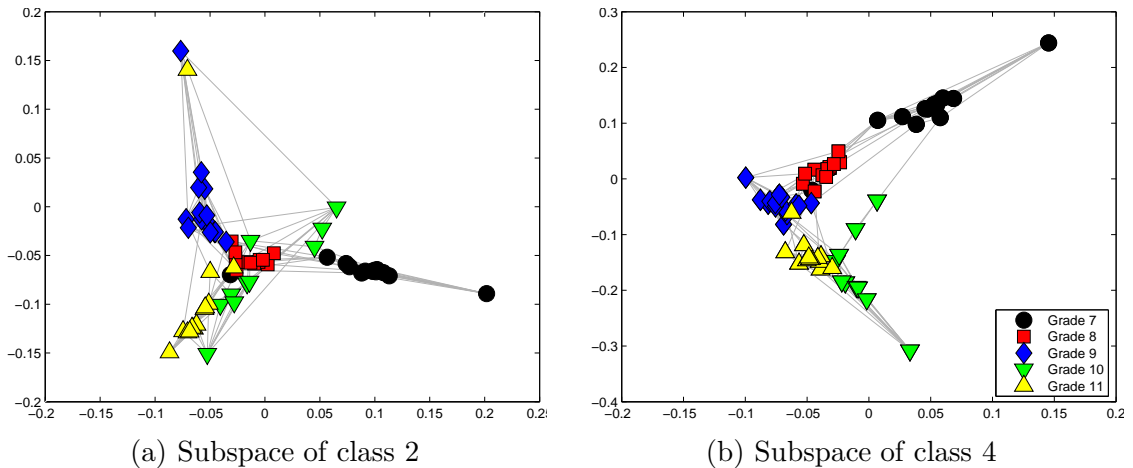 0.2
0.15
0.1
0.05
0
−0.05
−0.1
−0.15
−0.2
−0.2 −0.15 −0.1 −0.05 0 0.05 0.1 0.15 0.2 0.25
(a) Subspace of class 2
0.3
0.2
0.1
0
−0.1
−0.2
−0.3
−0.4
−0.2 −0.15 −0.1 −0.05 0 0.05 0.1 0.15 0.2
Grade 7
Grade 8
Grade 9
Grade 10
Grade 11
(b) Subspace of class 4